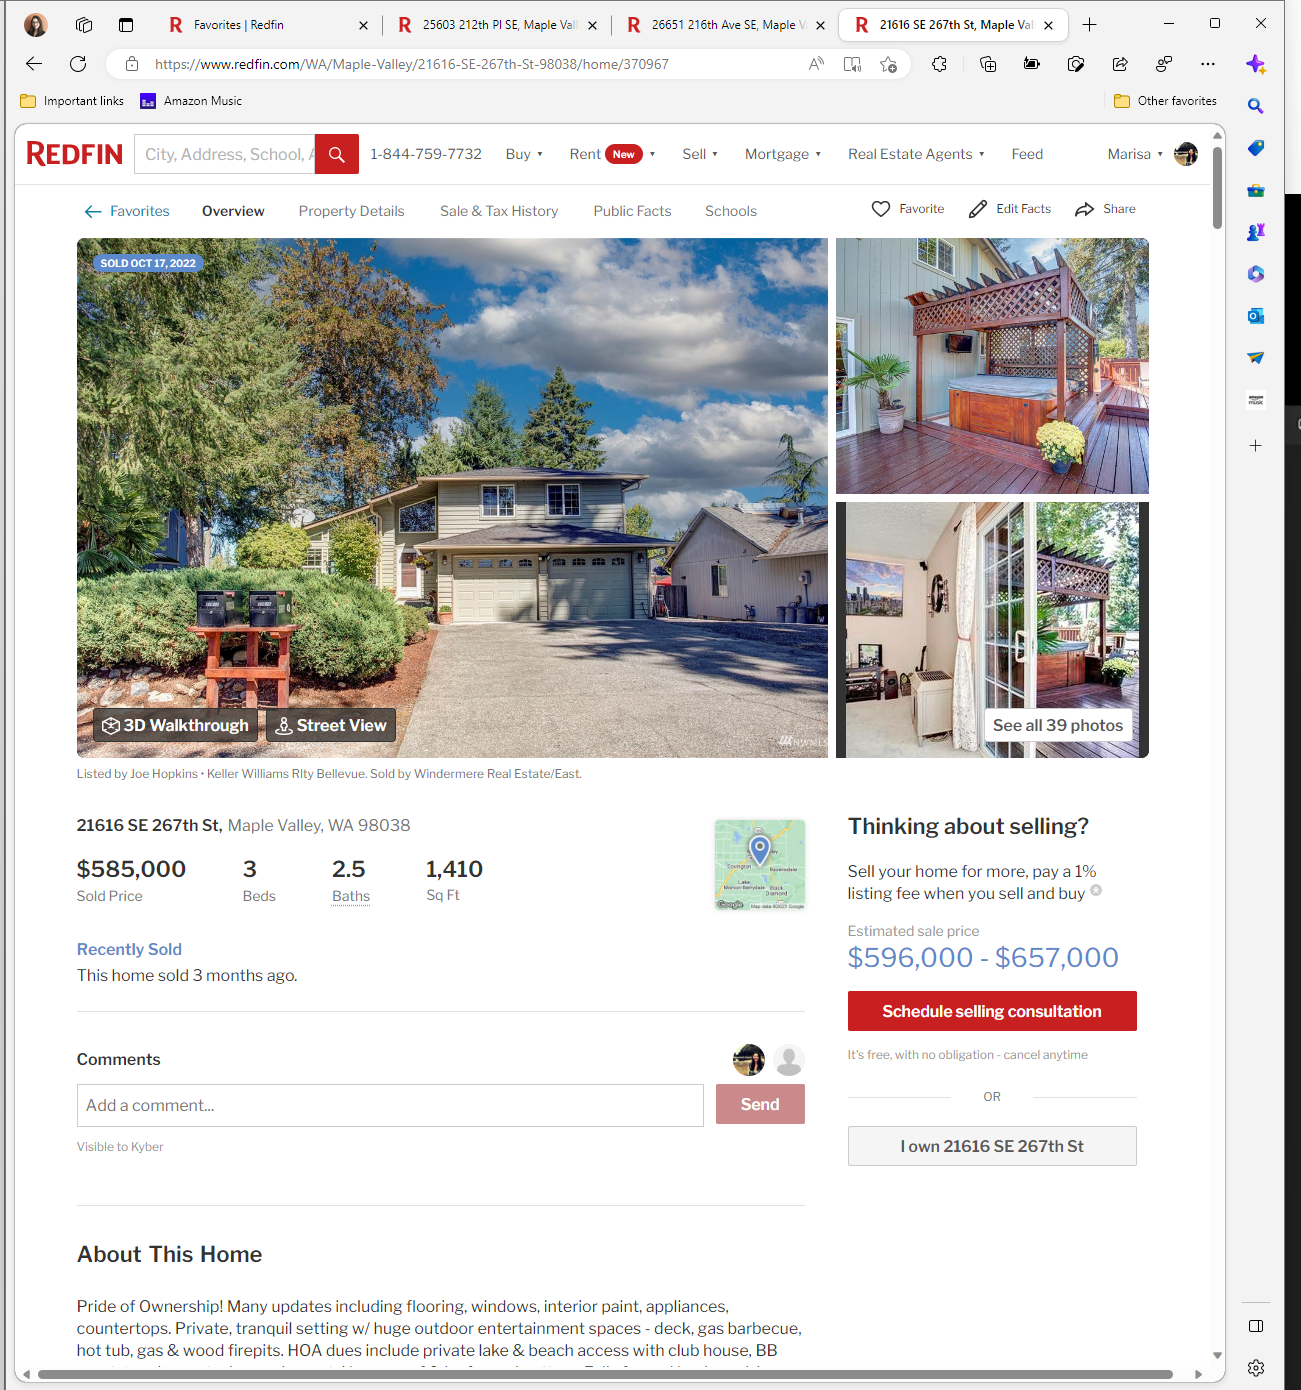 Favorites | Redfin
25603 212th Pl SE, Maple Val
26651 216th Ave SE, Maple V
21616 SE 267th St, Maple Val
https://www.redfin.com/WA/Maple-Valley/21616-SE-267th-St-98038/home/370967
Important links
Amazon Music
Other favorites
REDFIN
City, Address, School, A
1-844-759-7732
Buy
Rent New
Sell
Mortgage
Real Estate Agents
Feed
Marisa
Favorites
Overview
Property Details
Sale & Tax History
Public Facts
Schools
Favorite
Edit Facts
Share
SOLD OCT 17, 2022
3D Walkthrough
Street View
NWMLS
See all 39 photos
Listed by Joe Hopkins • Keller Williams Rlty Bellevue. Sold by Windermere Real Estate/East.
21616 SE 267th St, Maple Valley, WA 98038
$585,000
Sold Price
3
Beds
2.5
Baths
1,410
Sq Ft
Covington
Ravensdale
Lake
Black
Diamond
Google
Recently Sold
This home sold 3 months ago.
Thinking about selling?
Sell your home for more, pay a 1%
listing fee when you sell and buy
Estimated sale price
$596,000 - $657,000
Schedule selling consultation
It's free, with no obligation - cancel anytime
OR
I own 21616 SE 267th St
Comments
Add a comment...
Send
Visible to Kyber
About This Home
Pride of Ownership! Many updates including flooring, windows, interior paint, appliances,
countertops. Private, tranquil setting w/ huge outdoor entertainment spaces - deck, gas barbecue,
hot tub, gas & wood firepits. HOA dues include private lake & beach access with club house, BB